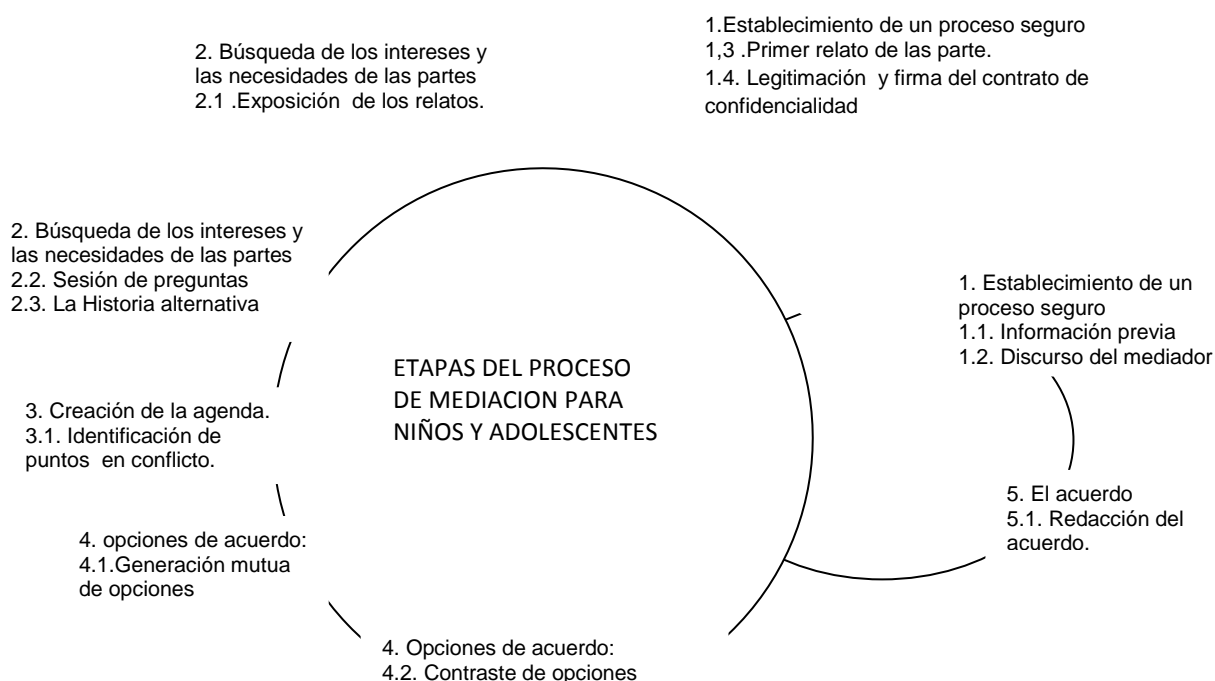 1.Establecimiento de un proceso seguro
1,3 .Primer relato de las parte.
1.4. Legitimación y firma del contrato de
confidencialidad
2. Búsqueda de los intereses y
las necesidades de las partes
2.1 .Exposición de los relatos.
2. Búsqueda de los intereses y
las necesidades de las partes
2.2. Sesión de preguntas
2.3. La Historia alternativa
1. Establecimiento de un
proceso seguro
1.1. Información previa
1.2. Discurso del mediador
ETAPAS DEL PROCESO
DE MEDIACION PARA
NIÑOS Y ADOLESCENTES
3. Creación de la agenda.
3.1. Identificación de
puntos en conflicto.
5. El acuerdo
5.1. Redacción del
acuerdo.
4. opciones de acuerdo:
4.1.Generación mutua
de opciones
4. Opciones de acuerdo:
4.2. Contraste de opciones